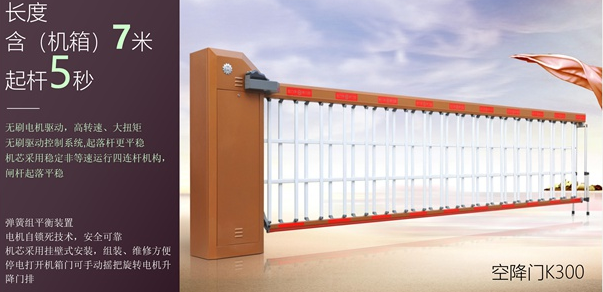 长度
含（机箱）7米
起杆5秒
无刷电机驱动，高转速、大扭矩
无刷驱动控制系统,起落杆更平稳
机芯采用稳定非等速运行四连杆机构，
闸杆起落平稳
弹簧组平衡装置
电机自锁死技术，安全可靠
机芯采用挂壁式安装，组装、维修方便
停电打开机箱门可手动摇把旋转电机升
降门排
空降门K300